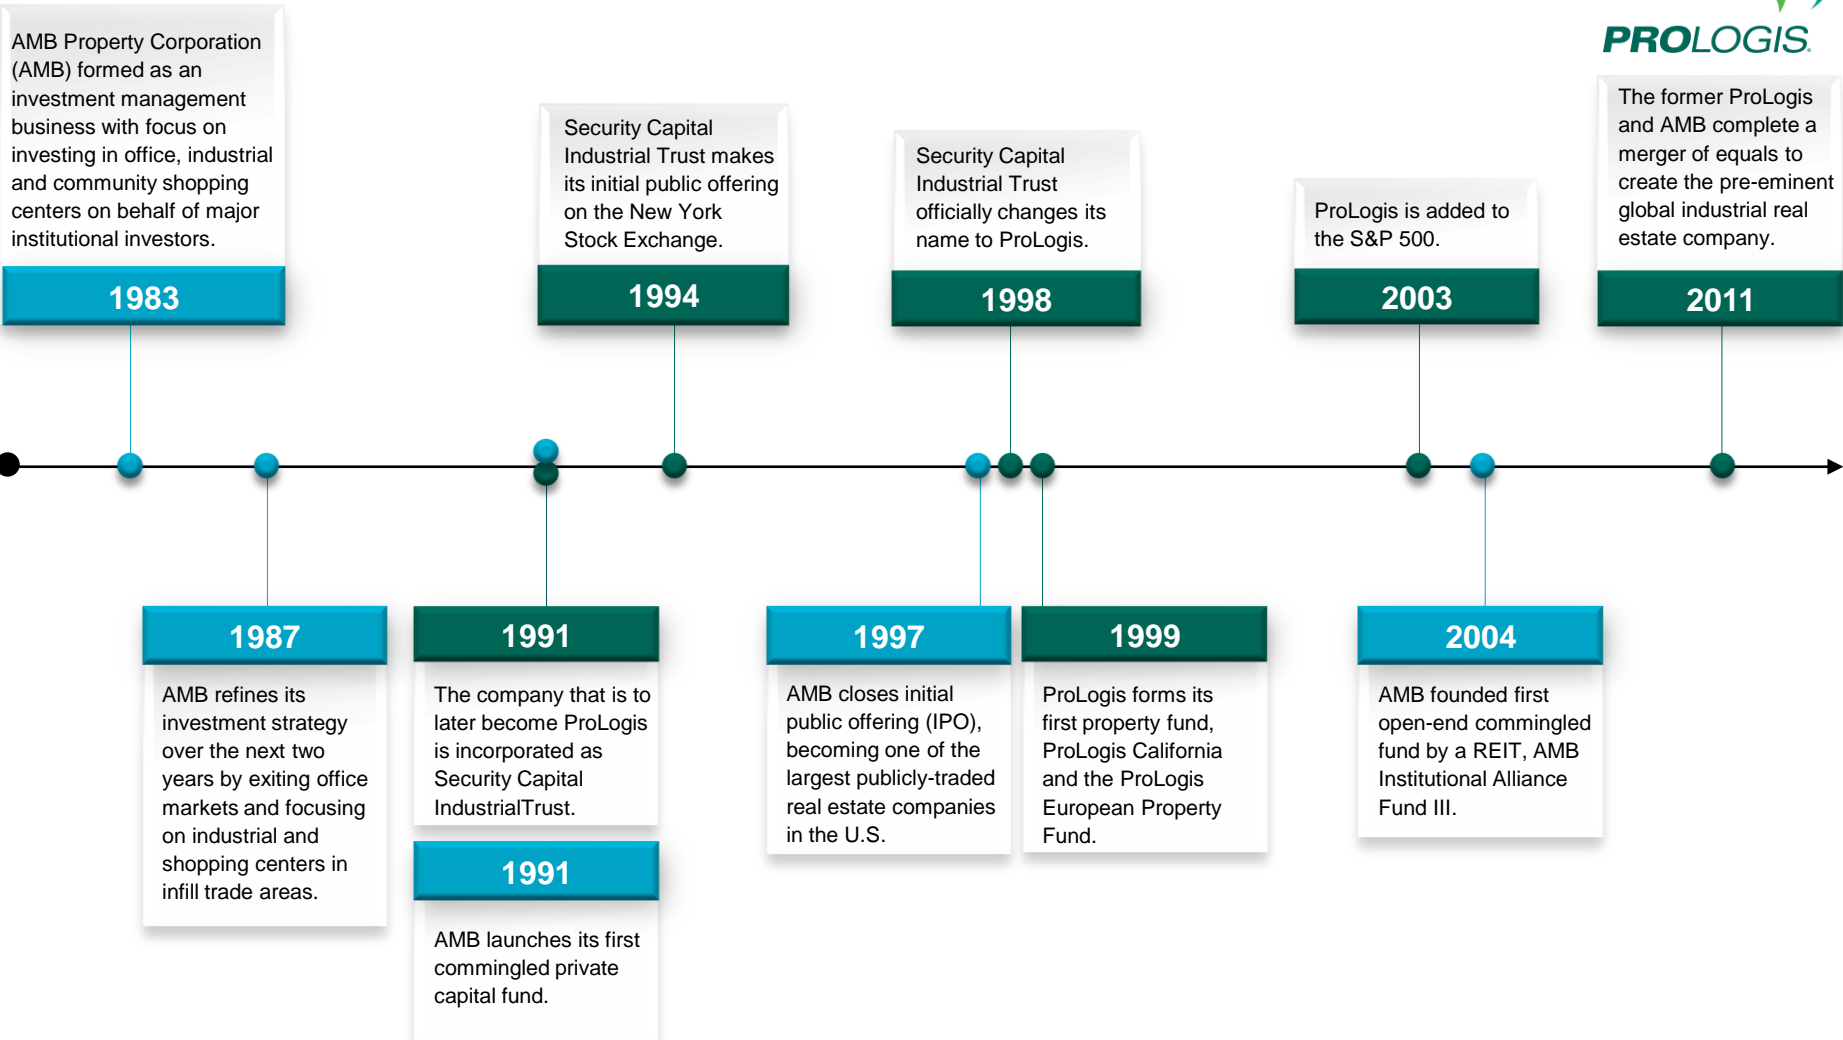 PROLOGIS.
AMB Property Corporation
(AMB) formed as an
investment management
business with focus on
investing in office, industrial
and community shopping
centers on behalf of major
institutional investors.
1983
Security Capital
Industrial Trust makes
its initial public offering
on the New York
Stock Exchange.
1994
Security Capital
Industrial Trust
officially changes its
name to ProLogis.
1998
ProLogis is added to
the S&P 500.
2003
The former ProLogis
and AMB complete a
merger of equals to
create the pre-eminent
global industrial real
estate company.
2011
1987
AMB refines its
investment strategy
over the next two
years by exiting office
markets and focusing
on industrial and
shopping centers in
infill trade areas.
1991
The company that is to
later become ProLogis
is incorporated as
Security Capital
IndustrialTrust.
1991
AMB launches its first
commingled private
capital fund.
1997
AMB closes initial
public offering (IPO),
becoming one of the
largest publicly-traded
real estate companies
in the U.S.
1999
ProLogis forms its
first property fund,
ProLogis California
and the ProLogis
European Property
Fund.
2004
AMB founded first
open-end commingled
fund by a REIT, AMB
Institutional Alliance
Fund III.